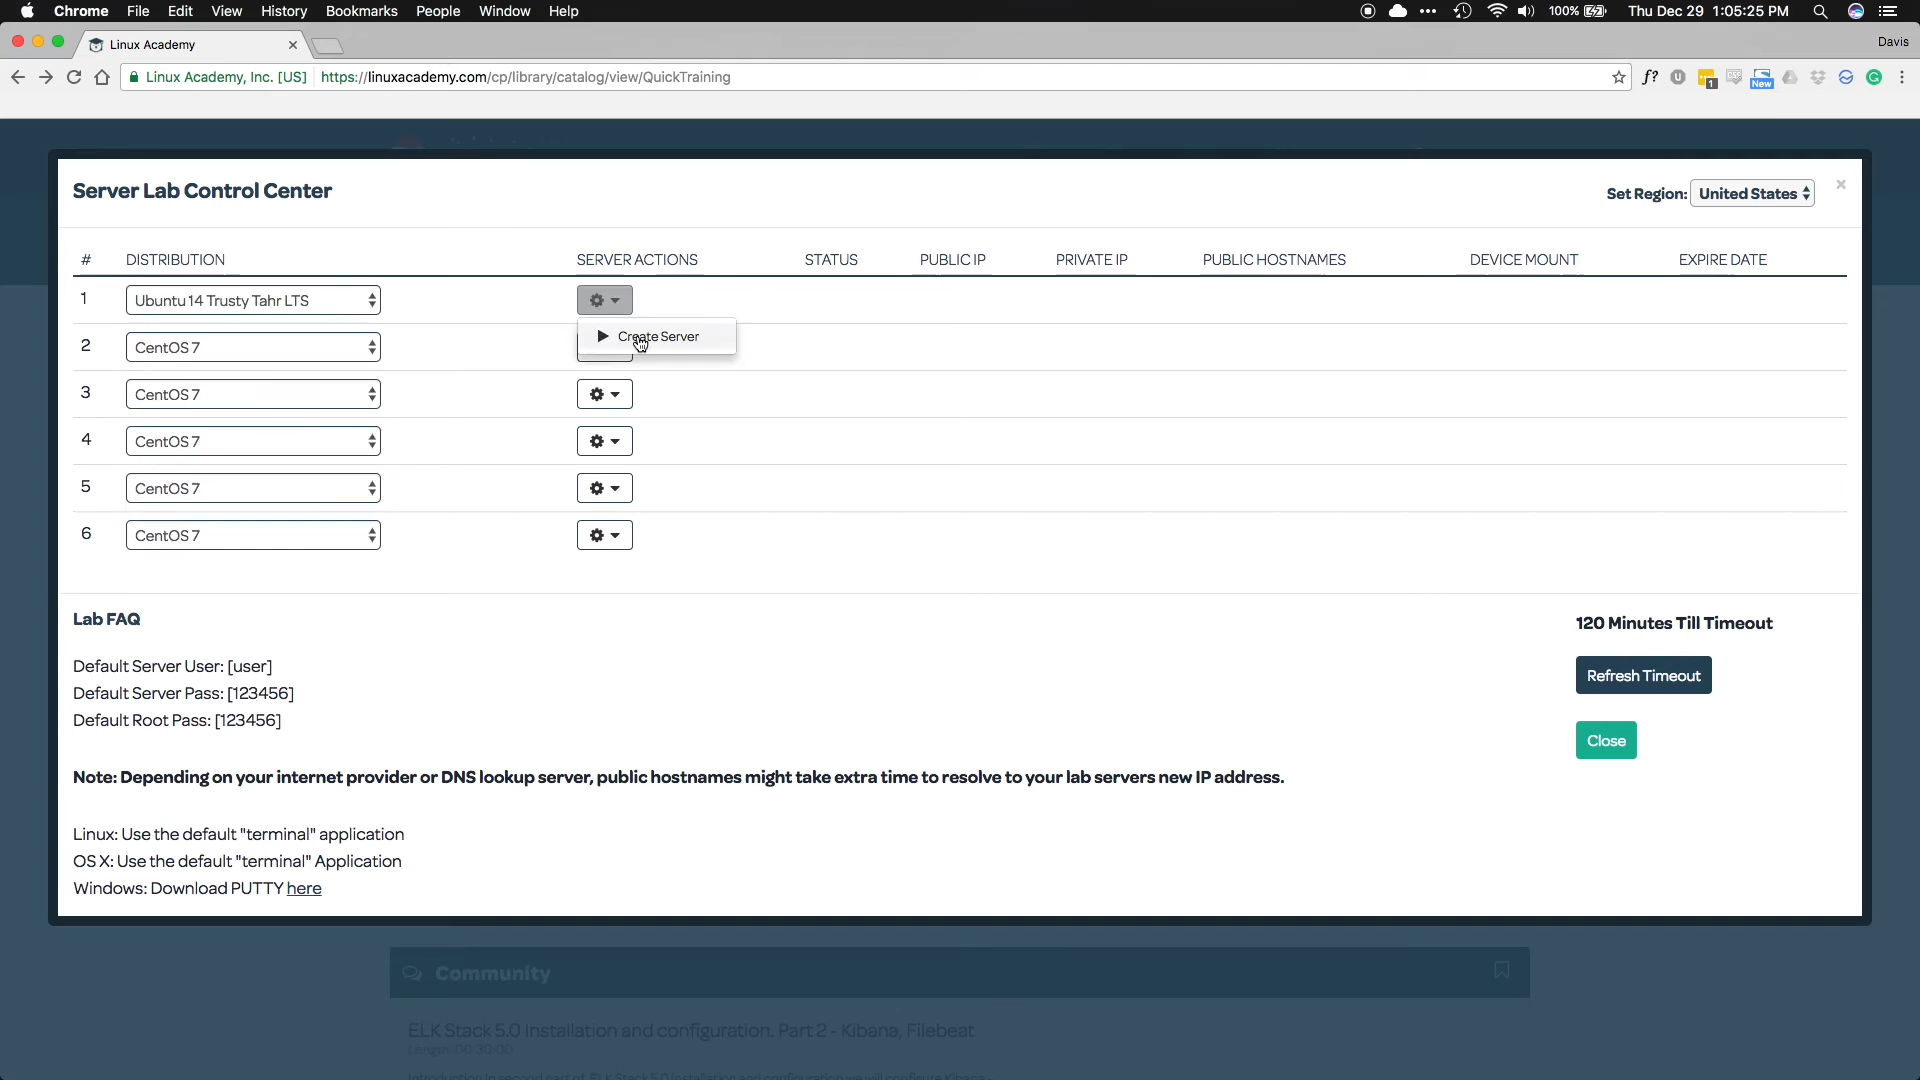 Chrome File Edit View History Bookmarks People Window Help 100% Thu Dec 29 1:05:25 PM
Linux Academy Davis
Linux Academy, Inc. [US] https://linuxacademy.com/cp/library/catalog/view/QuickTraining f? 1 New
Server Lab Control Center Set Region: United States ×
# DISTRIBUTION SERVER ACTIONS STATUS PUBLIC IP PRIVATE IP PUBLIC HOSTNAMES DEVICE MOUNT EXPIRE DATE
1 Ubuntu 14 Trusty Tahr LTS
Create Server
2 CentOS 7
3 CentOS 7
4 CentOS 7
5 CentOS 7
6 CentOS 7
Lab FAQ
120 Minutes Till Timeout
Default Server User: [user]
Refresh Timeout
Default Server Pass: [123456]
Default Root Pass: [123456]
Close
Note: Depending on your internet provider or DNS lookup server, public hostnames might take extra time to resolve to your lab servers new IP address.
Linux: Use the default "terminal" application
OS X: Use the default "terminal" Application
Windows: Download PUTTY here
Community
ELK Stack 5.0 Installation and configuration. Part 2 - Kibana, Filebeat
Length: 00:30:00